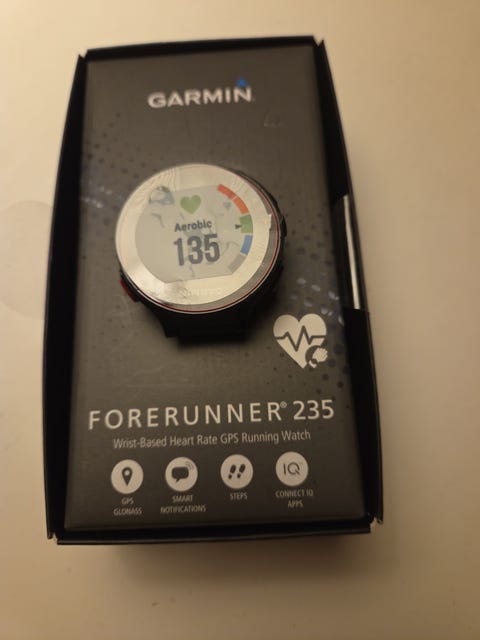 GARMIN
Aerobic
135
GARMIN
FORERUNNER® 235
Wrist-Based Heart Rate GPS Running Watch
IQ
GPS
GLONASS
SMART
NOTIFICATIONS
STEPS
CONNECT IQ
APPS